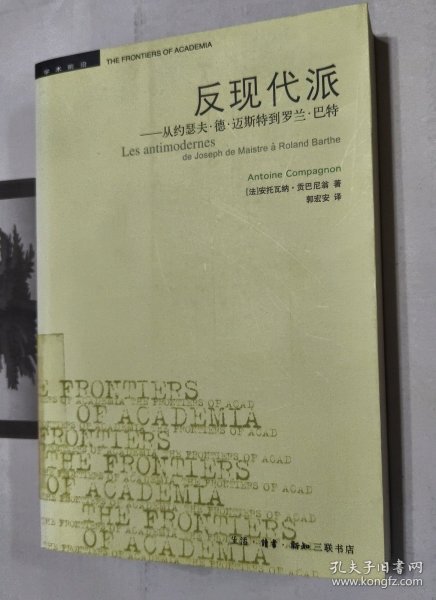 学术前沿
THE FRONTIERS OF ACADEMIA
反现代派
——从约瑟夫·德·迈斯特到罗兰·巴特
Les antimodernes
de Joseph de Maistre à Roland Barthe
Antoine Compagnon
[法]安托瓦纳·贡巴尼翁 著
郭宏安 译
E FRONTIERS
OF ACADEMIA THE FRONTIERS OF ACAD
OF ACADEMIA
FRONTIERS
THE FRONTIERS
OF ACADEMIA
THE FRONTIERS
OF ACADEMIA
生活·读书·新知三联书店
孔夫子旧书网
www.kongfz.com